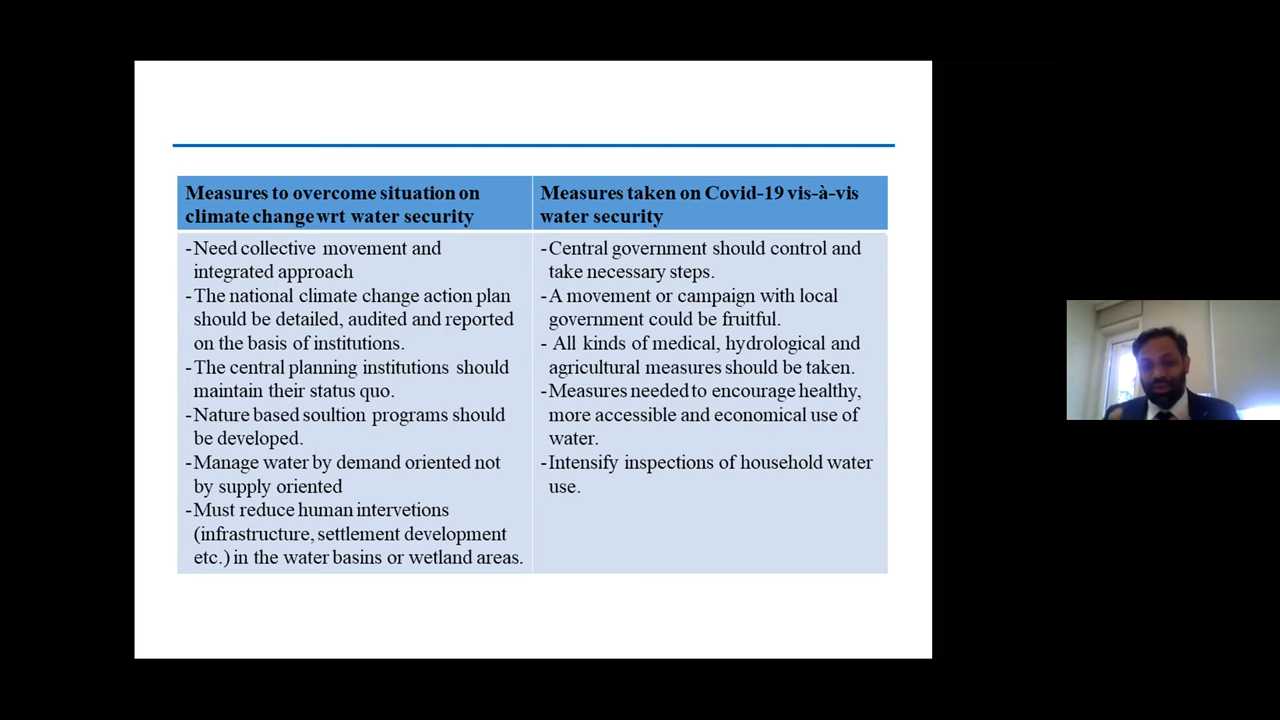 Measures to overcome situation on
climate change wrt water security
-Need collective movement and
integrated approach
-The national climate change action plan
should be detailed, audited and reported
on the basis of institutions.
-The central planning institutions should
maintain their status quo.
-Nature based soultion programs should
be developed.
-Manage water by demand oriented not
by supply oriented
-Must reduce human intervetions
(infrastructure, settlement development
etc.) in the water basins or wetland areas.
Measures taken on Covid-19 vis-à-vis
water security
-Central government should control and
take necessary steps.
-A movement or campaign with local
government could be fruitful.
- All kinds of medical, hydrological and
agricultural measures should be taken.
-Measures needed to encourage healthy,
more accessible and economical use of
water.
-Intensify inspections of household water
use.